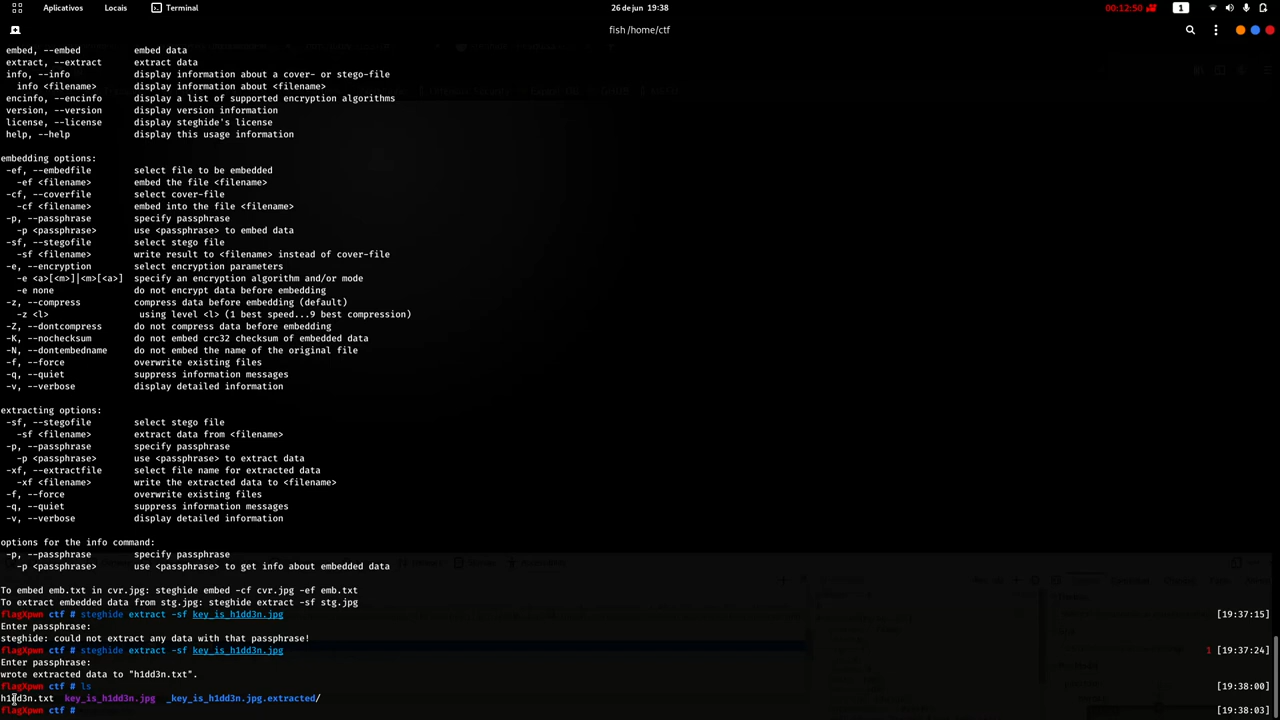 Aplicativos Locais Terminal 26 de jun 19:38 00:12:50 1
fish /home/ctf
embed, --embed embed data
extract, --extract extract data
info, --info display information about a cover- or stego-file
info <filename> display information about <filename>
encinfo, --encinfo display a list of supported encryption algorithms
version, --version display version information
license, --license display steghide's license
help, --help display this usage information
embedding options:
-ef, --embedfile select file to be embedded
-ef <filename> embed the file <filename>
-cf, --coverfile select cover-file
-cf <filename> embed into the file <filename>
-p, --passphrase specify passphrase
-p <passphrase> use <passphrase> to embed data
-sf, --stegofile select stego file
-sf <filename> write result to <filename> instead of cover-file
-e, --encryption select encryption parameters
-e <a>[<m>]|<m>[<a>] specify an encryption algorithm and/or mode
-e none do not encrypt data before embedding
-z, --compress compress data before embedding (default)
-z <l> using level <l> (1 best speed...9 best compression)
-Z, --dontcompress do not compress data before embedding
-K, --nochecksum do not embed crc32 checksum of embedded data
-N, --dontembedname do not embed the name of the original file
-f, --force overwrite existing files
-q, --quiet suppress information messages
-v, --verbose display detailed information
extracting options:
-sf, --stegofile select stego file
-sf <filename> extract data from <filename>
-p, --passphrase specify passphrase
-p <passphrase> use <passphrase> to extract data
-xf, --extractfile select file name for extracted data
-xf <filename> write the extracted data to <filename>
-f, --force overwrite existing files
-q, --quiet suppress information messages
-v, --verbose display detailed information
options for the info command:
-p, --passphrase specify passphrase
-p <passphrase> use <passphrase> to get info about embedded data
To embed emb.txt in cvr.jpg: steghide embed -cf cvr.jpg -ef emb.txt
To extract embedded data from stg.jpg: steghide extract -sf stg.jpg
flagXpwn ctf # steghide extract -sf key_is_h1dd3n.jpg [19:37:15]
Enter passphrase:
steghide: could not extract any data with that passphrase!
flagXpwn ctf # steghide extract -sf key_is_h1dd3n.jpg 1 [19:37:24]
Enter passphrase:
wrote extracted data to "h1dd3n.txt".
flagXpwn ctf # ls [19:38:00]
h1dd3n.txt key_is_h1dd3n.jpg _key_is_h1dd3n.jpg.extracted/
flagXpwn ctf # [19:38:03]